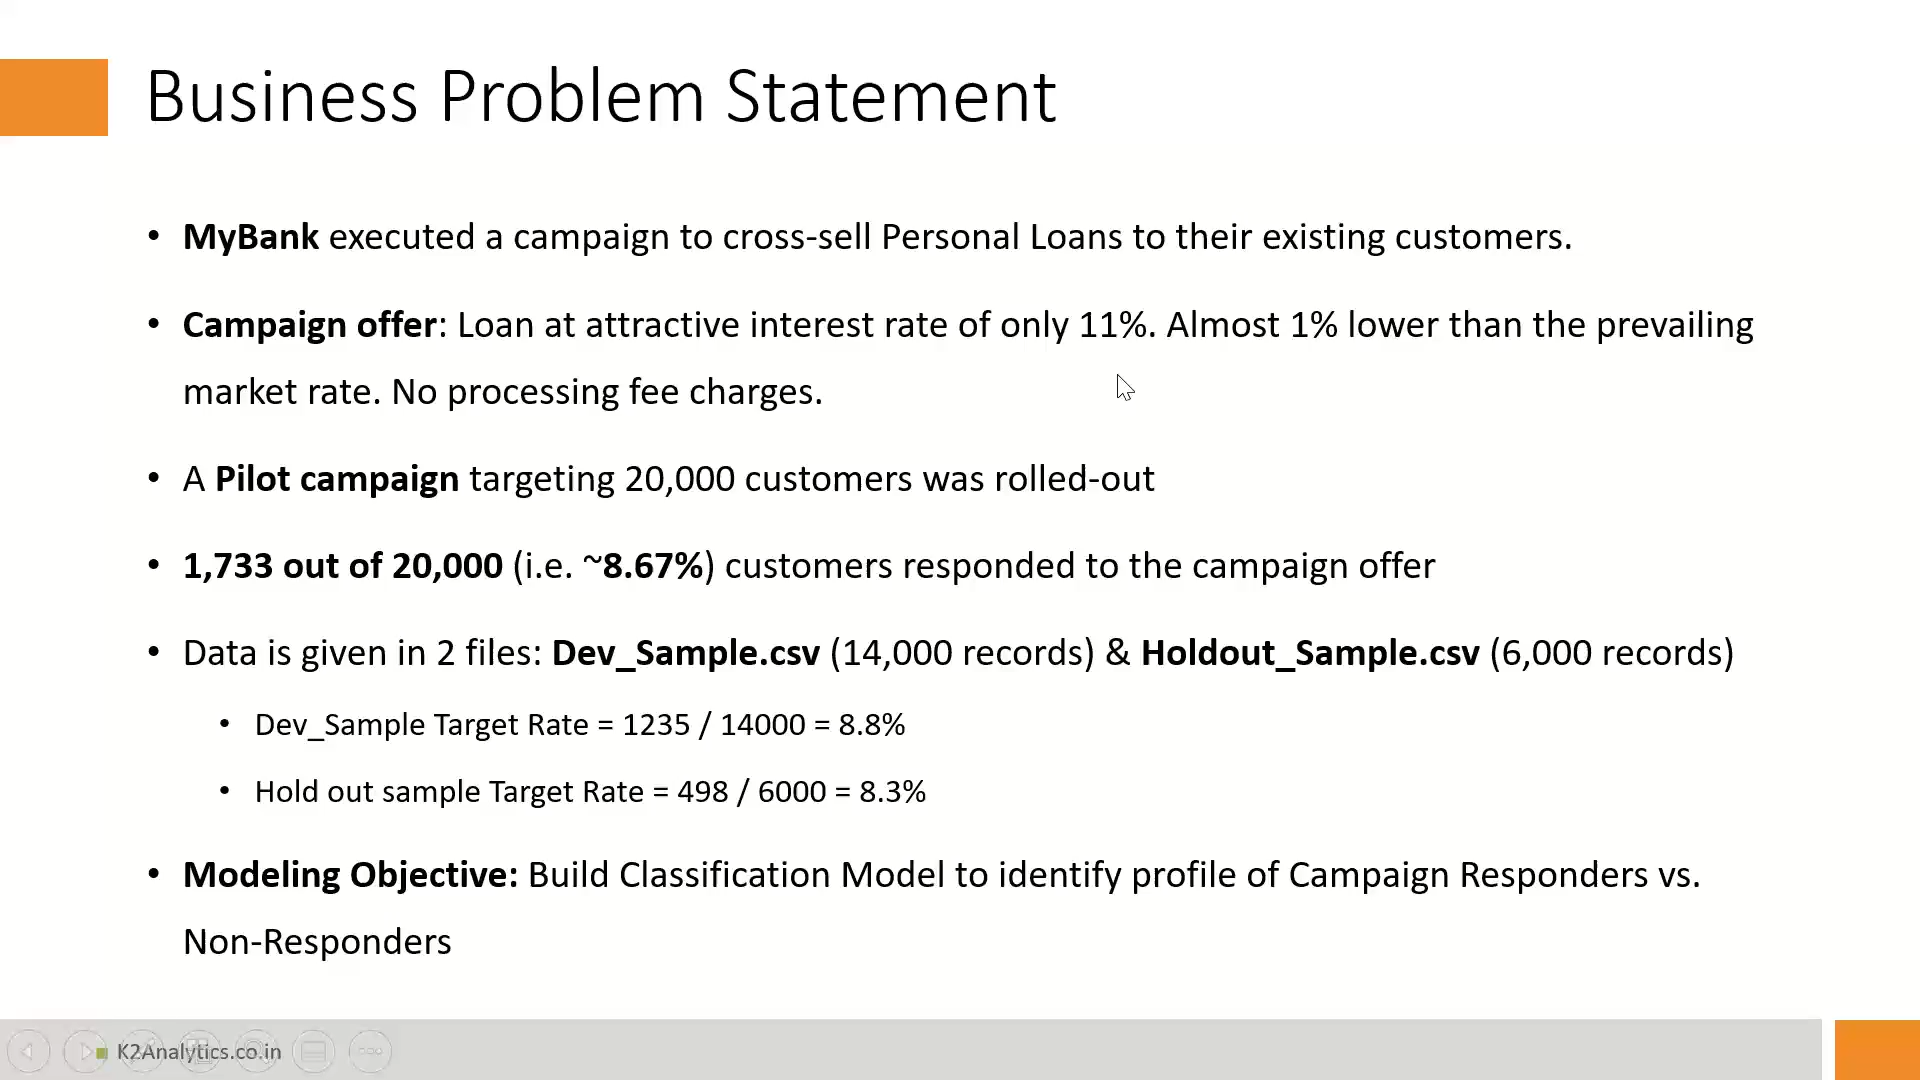 Business Problem Statement
• MyBank executed a campaign to cross-sell Personal Loans to their existing customers.
• Campaign offer: Loan at attractive interest rate of only 11%. Almost 1% lower than the prevailing
market rate. No processing fee charges.
• A Pilot campaign targeting 20,000 customers was rolled-out
• 1,733 out of 20,000 (i.e. ~8.67%) customers responded to the campaign offer
• Data is given in 2 files: Dev_Sample.csv (14,000 records) & Holdout_Sample.csv (6,000 records)
• Dev_Sample Target Rate = 1235 / 14000 = 8.8%
• Hold out sample Target Rate = 498 / 6000 = 8.3%
• Modeling Objective: Build Classification Model to identify profile of Campaign Responders vs.
Non-Responders
K2Analytics.co.in